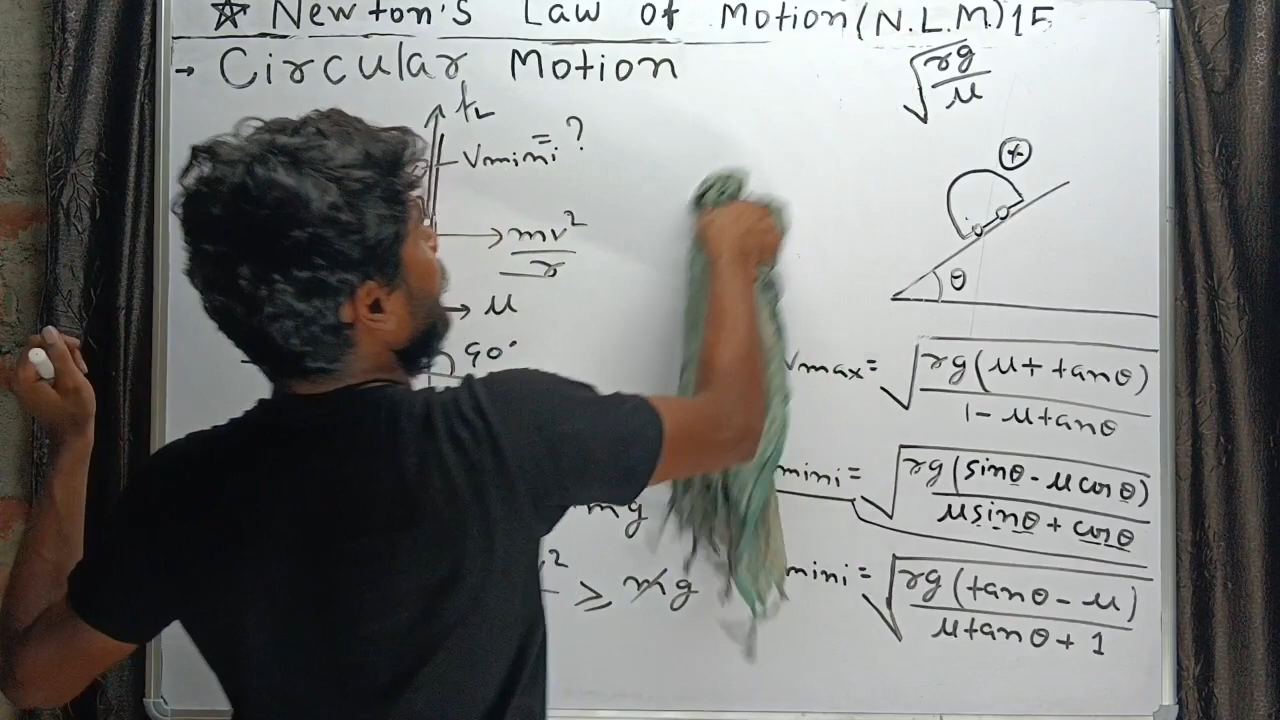 ☆ Newton's Law of Motion (N.L.M) 15
→ Circular Motion
√(rg/μ)
fL
Vmini = ?
mv²/r
μ
90°
mg
² ≥ mg
⊕
θ
Vmax = √(rg(μ + tanθ)/(1 - μtanθ))
mini = √(rg(sinθ - μcosθ)/(μsinθ + cosθ))
mini = √(rg(tanθ - μ)/(μtanθ + 1))